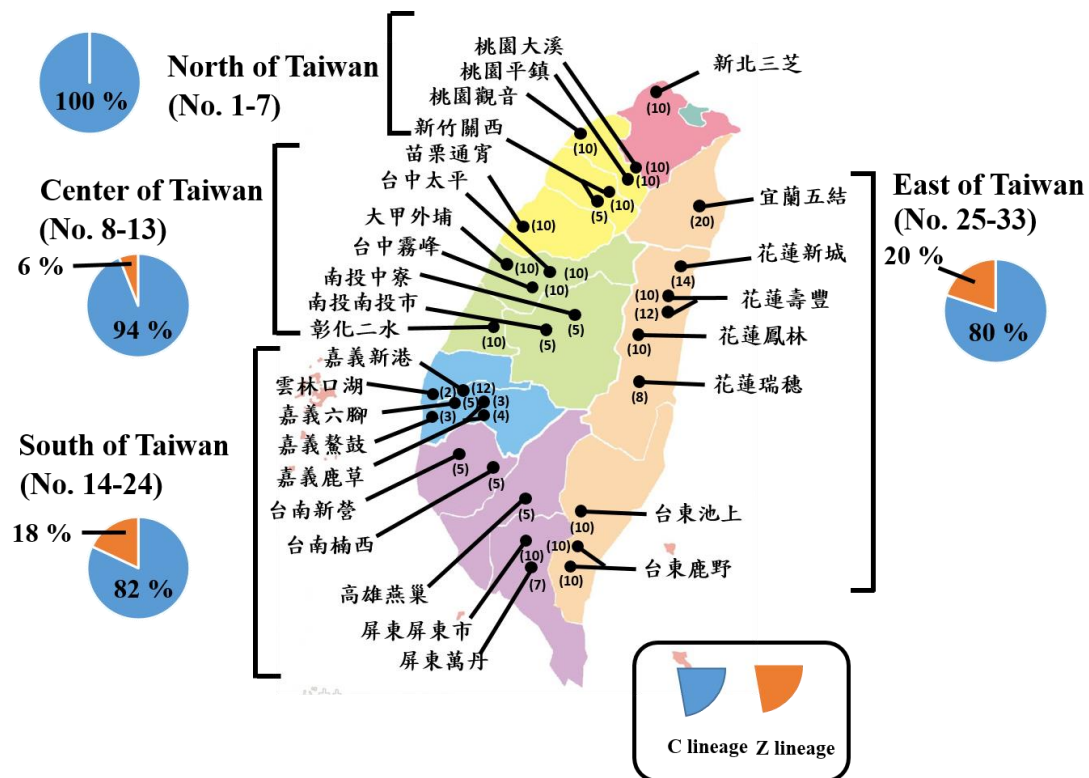 North of Taiwan
(No. 1-7)
100 %
Center of Taiwan
(No. 8-13)
6 %
94 %
South of Taiwan
(No. 14-24)
18 %
82 %
East of Taiwan
(No. 25-33)
20 %
80 %
桃園大溪
桃園平鎮
桃園觀音
新竹關西
苗栗通宵
台中太平
大甲外埔
台中霧峰
南投中寮
南投南投市
彰化二水
嘉義新港
雲林口湖
嘉義六腳
嘉義鰲鼓
嘉義鹿草
台南新營
台南楠西
高雄燕巢
屏東屏東市
屏東萬丹
新北三芝
宜蘭五結
花蓮新城
花蓮壽豐
花蓮鳳林
花蓮瑞穗
台東池上
台東鹿野
(10)
(10)
(10)
(10)
(10)
(5)
(20)
(10)
(10)
(10)
(10)
(14)
(10)
(12)
(5)
(10)
(5)
(10)
(8)
(2)
(12)
(5)
(3)
(3)
(4)
(5)
(5)
(5)
(10)
(10)
(10)
(7)
(10)
C lineage
Z lineage